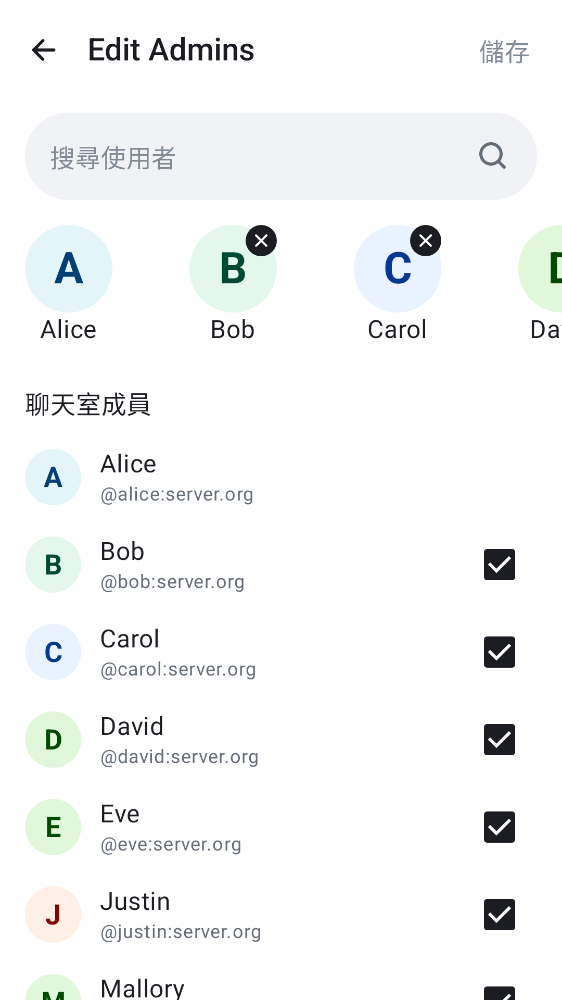 Edit Admins
儲存
搜尋使用者
A
B
C
Alice
Bob
Carol
聊天室成員
A
Alice
@alice:server.org
B
Bob
@bob:server.org
C
Carol
@carol:server.org
D
David
@david:server.org
E
Eve
@eve:server.org
J
Justin
@justin:server.org
Mallory